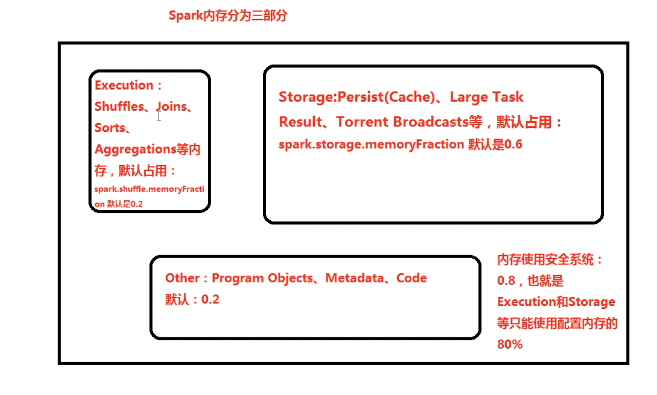 Spark内存分为三部分
Execution：
Shuffles、Joins、
Sorts、
Aggregations等内
存，默认占用：
spark.shuffle.memoryFracti
on 默认是0.2
Storage:Persist(Cache)、Large Task
Result、Torrent Broadcasts等，默认占用：
spark.storage.memoryFraction 默认是0.6
Other：Program Objects、Metadata、Code
默认：0.2
内存使用安全系统：
0.8，也就是
Execution和Storage
等只能使用配置内存的
80%